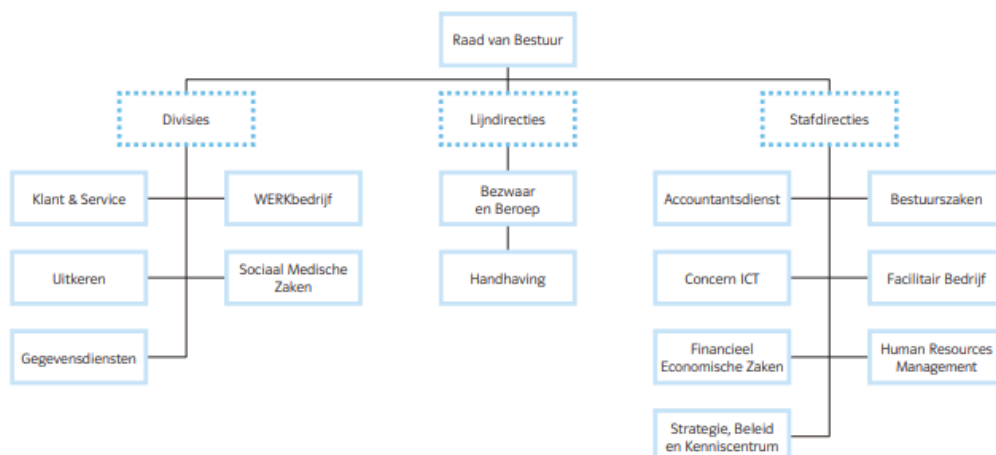 Raad van Bestuur
Divisies
Lijndirecties
Stafdirecties
Klant & Service
WERKbedrijf
Bezwaar
en Beroep
Accountantsdienst
Bestuurszaken
Uitkeren
Sociaal Medische
Zaken
Handhaving
Concern ICT
Facilitair Bedrijf
Gegevensdiensten
Financieel
Economische Zaken
Human Resources
Management
Strategie, Beleid
en Kenniscentrum